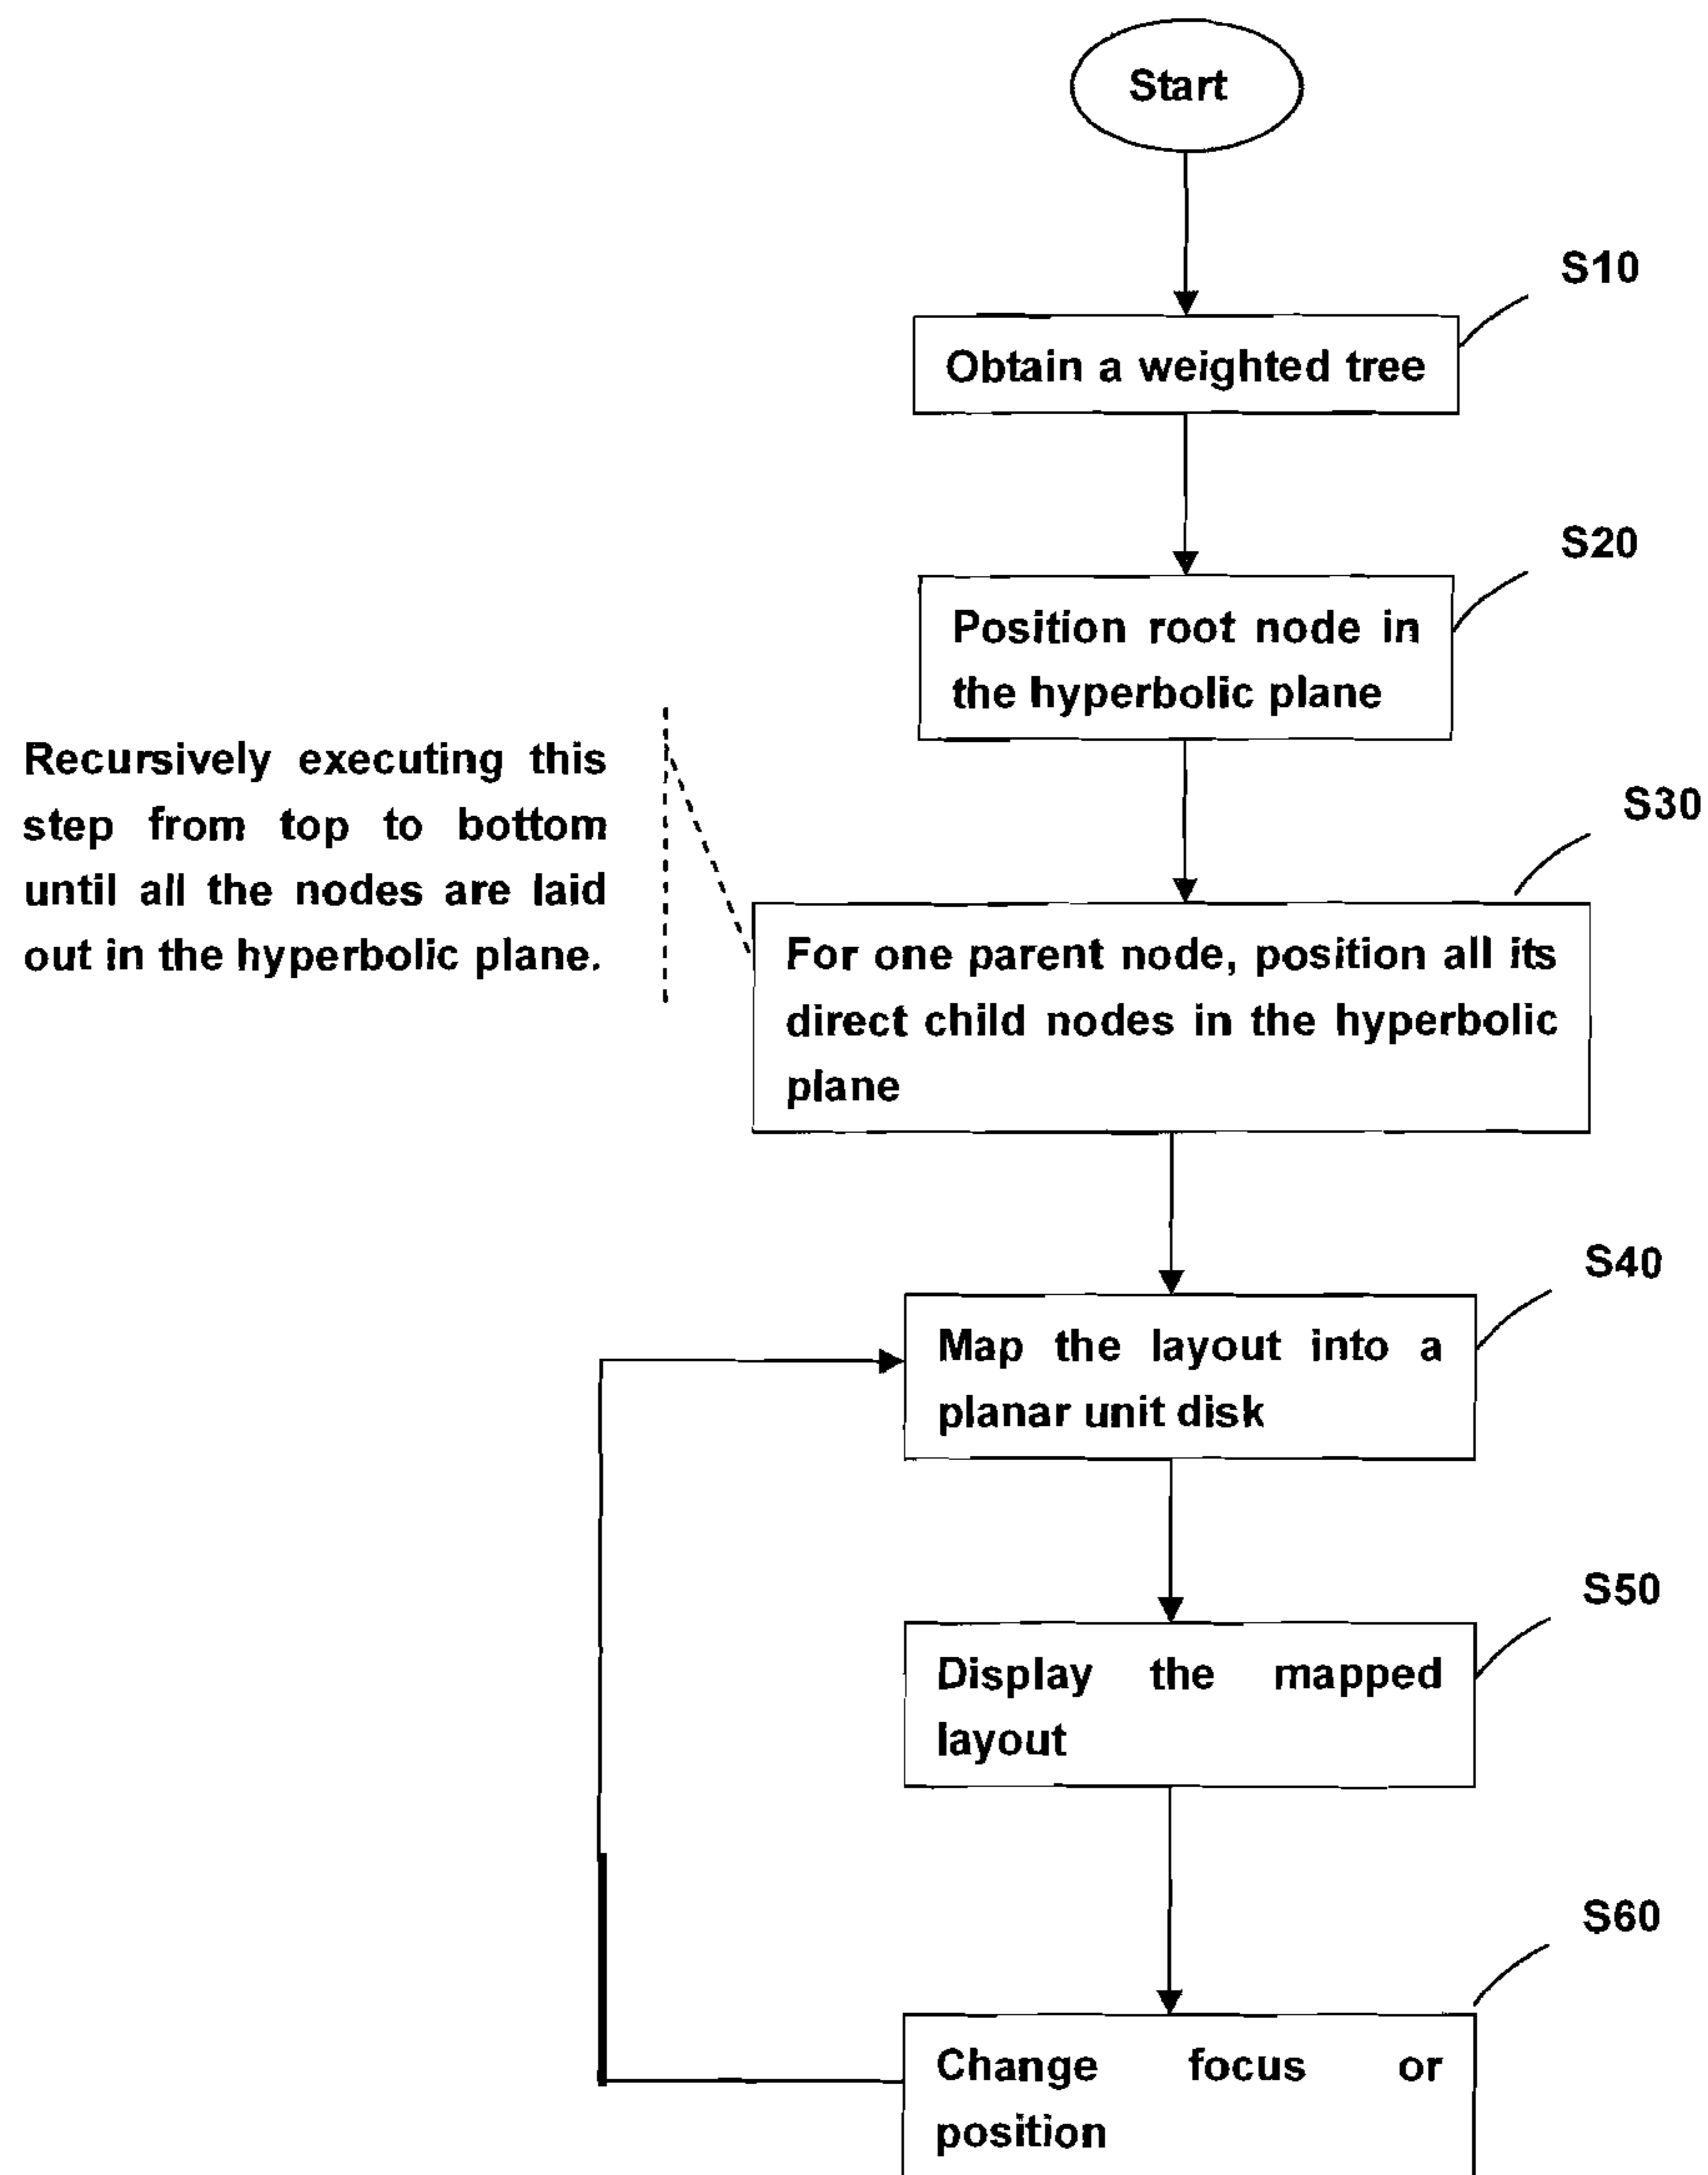 Start
S10
Obtain a weighted tree
S20
Position root node in
the hyperbolic plane
Recursively executing this
step from top to bottom
until all the nodes are laid
out in the hyperbolic plane.
S30
For one parent node, position all its
direct child nodes in the hyperbolic
plane
S40
Map the layout into a
planar unit disk
S50
Display the mapped
layout
S60
Change focus or
position